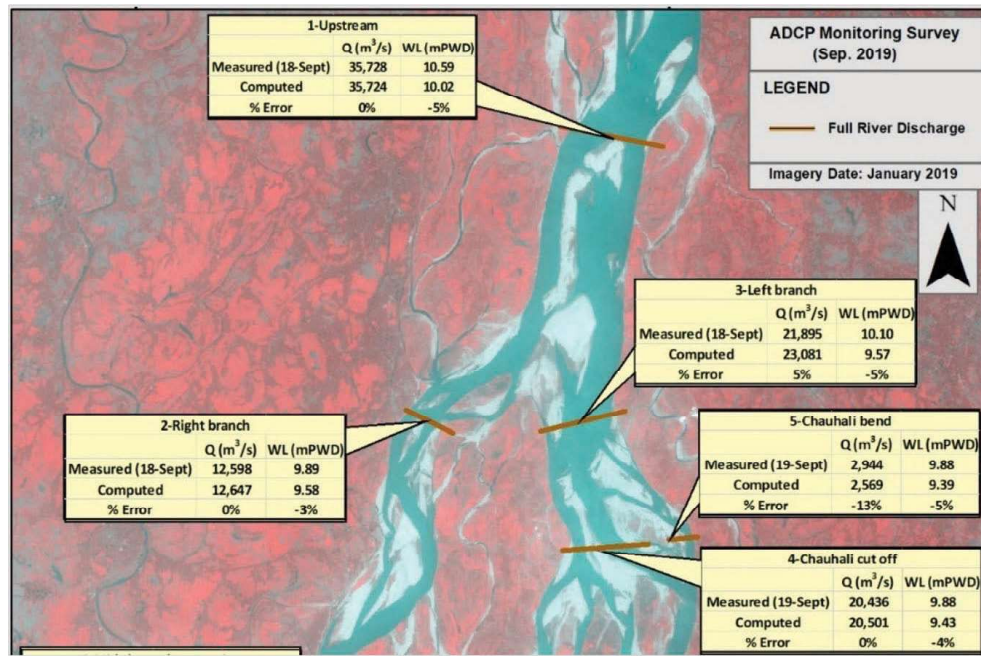 1-Upstream
Q (m³/s) WL (mPWD)
Measured (18-Sept) 35,728 10.59
Computed 35,724 10.02
% Error 0% -5%
ADCP Monitoring Survey
(Sep. 2019)
LEGEND
Full River Discharge
Imagery Date: January 2019
N
3-Left branch
Q (m³/s) WL (mPWD)
Measured (18-Sept) 21,895 10.10
Computed 23,081 9.57
% Error 5% -5%
2-Right branch
Q (m³/s) WL (mPWD)
Measured (18-Sept) 12,598 9.89
Computed 12,647 9.58
% Error 0% -3%
5-Chauhali bend
Q (m³/s) WL (mPWD)
Measured (19-Sept) 2,944 9.88
Computed 2,569 9.39
% Error -13% -5%
4-Chauhali cut off
Q (m³/s) WL (mPWD)
Measured (19-Sept) 20,436 9.88
Computed 20,501 9.43
% Error 0% -4%